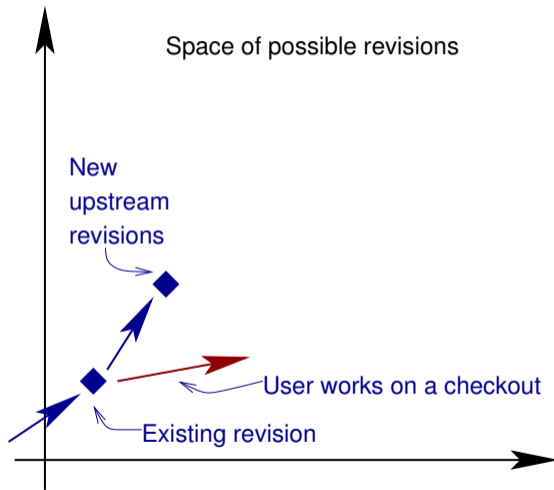 Space of possible revisions
New
upstream
revisions
User works on a checkout
Existing revision